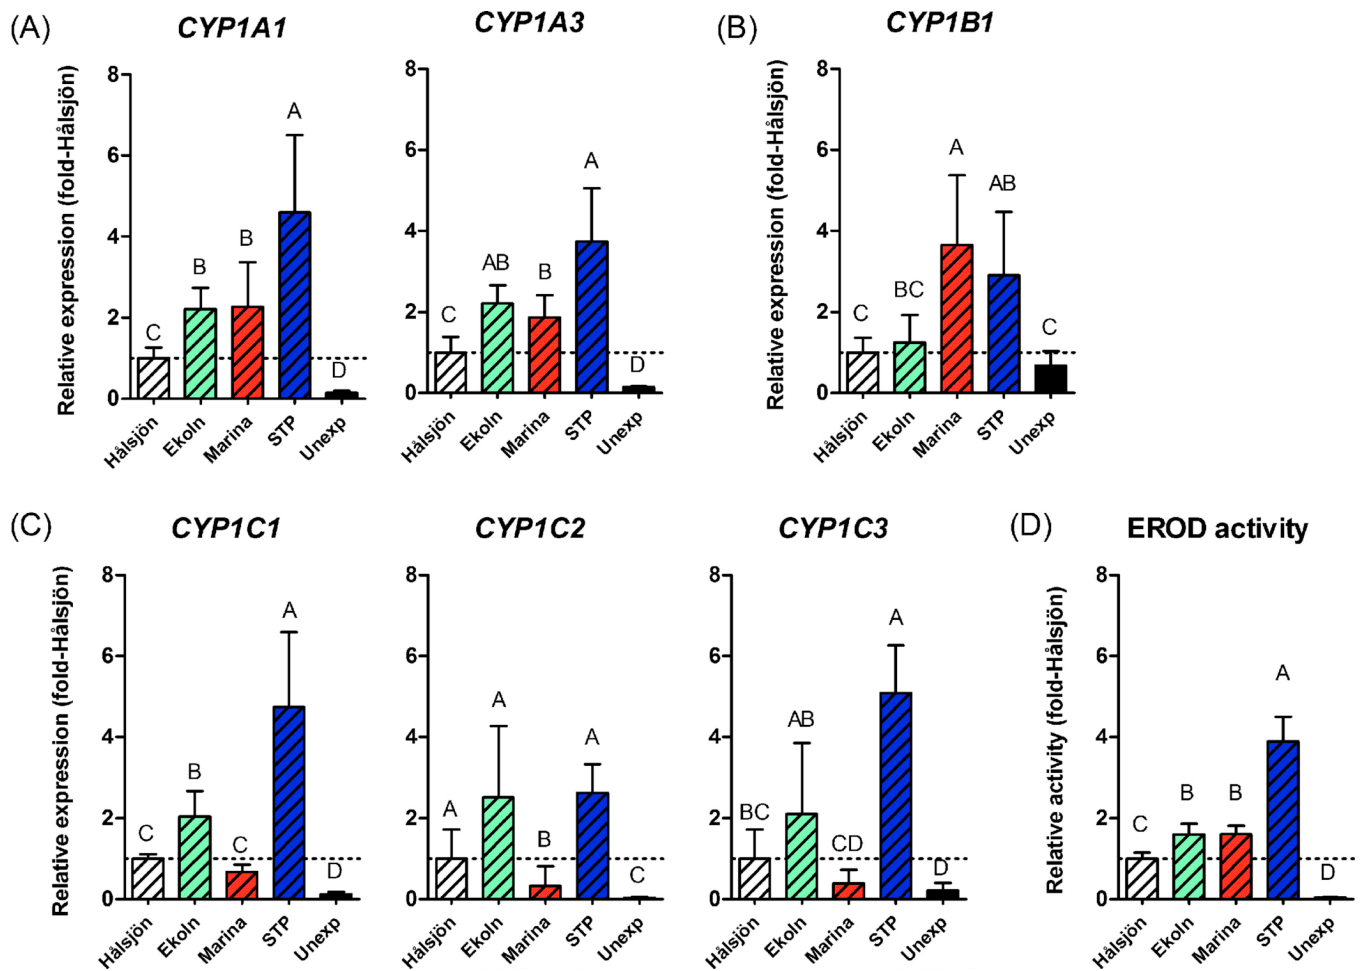 (A)
CYP1A1
Relative expression (fold-Hålsjön)
8
6
4
2
0
C
B
B
A
D
Hålsjön
Ekoln
Marina
STP
Unexp
CYP1A3
8
6
4
2
0
C
AB
B
A
D
Hålsjön
Ekoln
Marina
STP
Unexp
(B)
CYP1B1
Relative expression (fold-Hålsjön)
8
6
4
2
0
C
BC
A
AB
C
Hålsjön
Ekoln
Marina
STP
Unexp
(C)
CYP1C1
Relative expression (fold-Hålsjön)
8
6
4
2
0
C
B
C
A
D
Hålsjön
Ekoln
Marina
STP
Unexp
CYP1C2
8
6
4
2
0
A
A
B
A
C
Hålsjön
Ekoln
Marina
STP
Unexp
CYP1C3
8
6
4
2
0
BC
AB
CD
A
D
Hålsjön
Ekoln
Marina
STP
Unexp
(D)
EROD activity
Relative activity (fold-Hålsjön)
8
6
4
2
0
C
B
B
A
D
Hålsjön
Ekoln
Marina
STP
Unexp